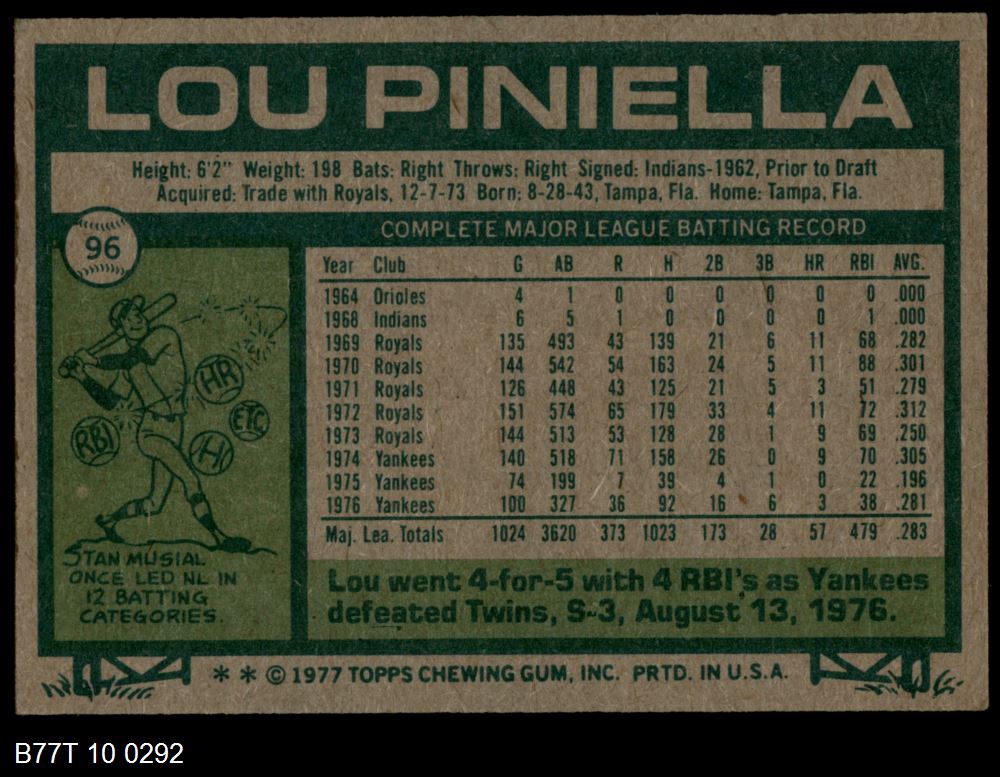 LOU PINIELLA
Height: 6'2" Weight: 198 Bats: Right Throws: Right Signed: Indians-1962, Prior to Draft
Acquired: Trade with Royals, 12-7-73 Born: 8-28-43, Tampa, Fla. Home: Tampa, Fla.
96
COMPLETE MAJOR LEAGUE BATTING RECORD
Year Club G AB R H 2B 3B HR RBI AVG.
1964 Orioles 4 1 0 0 0 0 0 0 .000
1968 Indians 6 5 1 0 0 0 0 1 .000
1969 Royals 135 493 43 139 21 6 11 68 .282
1970 Royals 144 542 54 163 24 5 11 88 .301
1971 Royals 126 448 43 125 21 5 3 51 .279
1972 Royals 151 574 65 179 33 4 11 72 .312
1973 Royals 144 513 53 128 28 1 9 69 .250
1974 Yankees 140 518 71 158 26 0 9 70 .305
1975 Yankees 74 199 7 39 4 1 0 22 .196
1976 Yankees 100 327 36 92 16 6 3 38 .281
Maj. Lea. Totals 1024 3620 373 1023 173 28 57 479 .283
HR
RBI
H
ETC
STAN MUSIAL
ONCE LED NL IN
12 BATTING
CATEGORIES.
Lou went 4-for-5 with 4 RBI's as Yankees
defeated Twins, 9-3, August 13, 1976.
* * © 1977 TOPPS CHEWING GUM, INC. PRTD. IN U.S.A.
B77T 10 0292